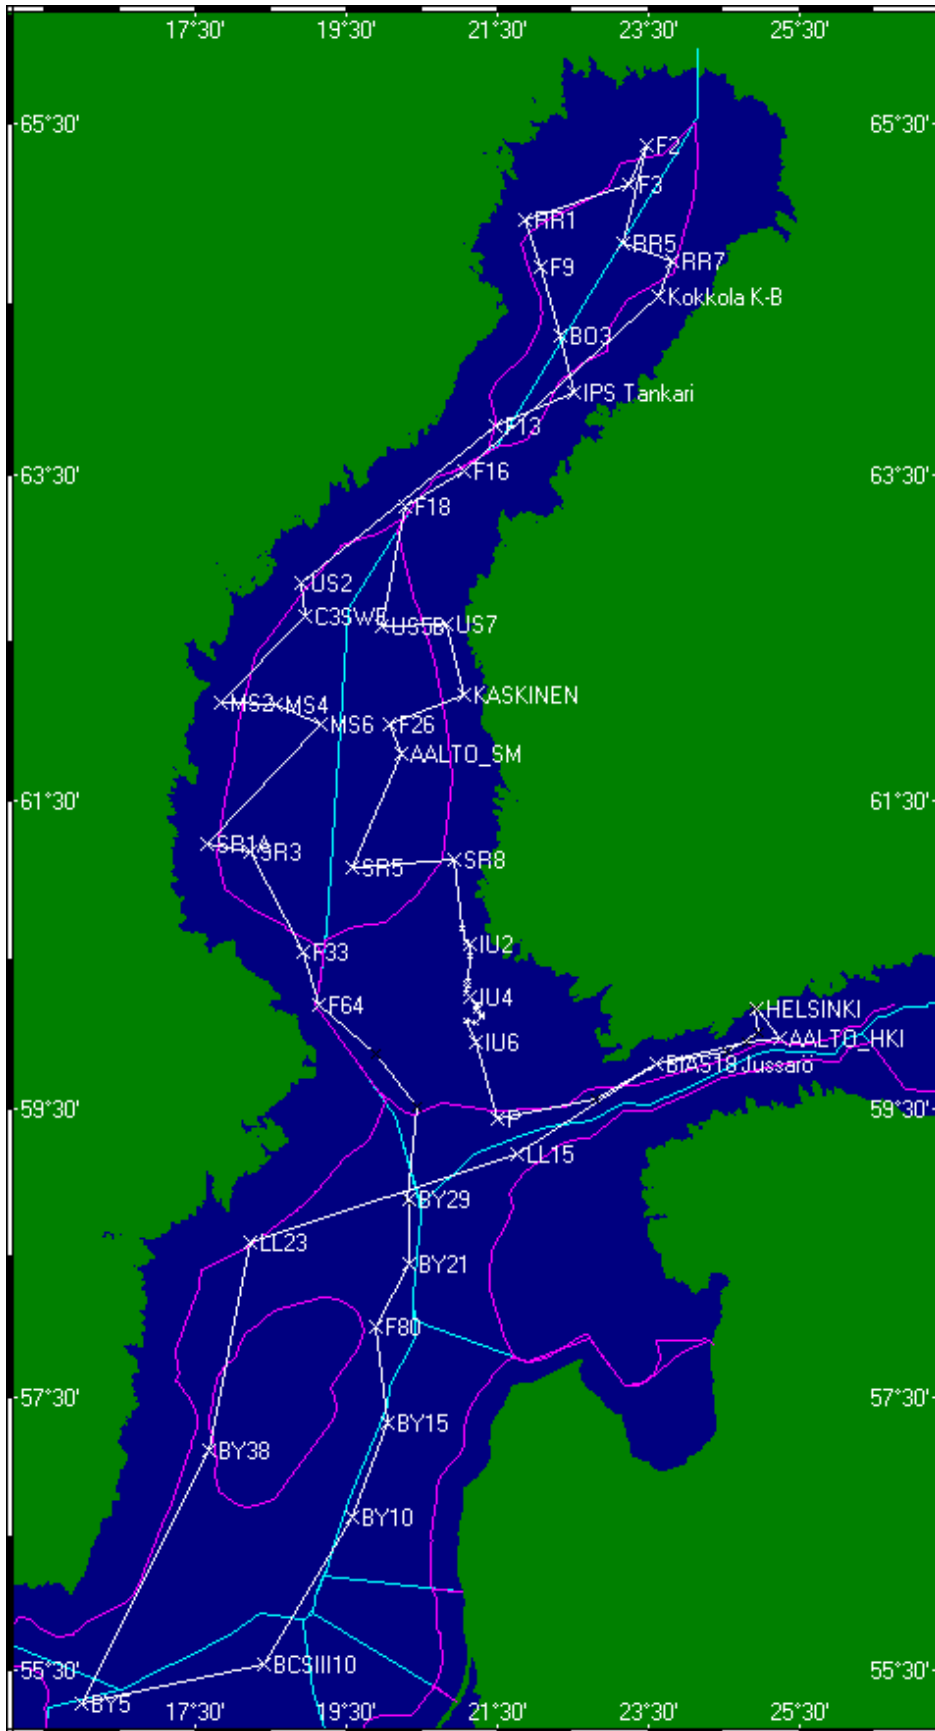 17°30' 19°30' 21°30' 23°30' 25°30'
65°30' 65°30'
F2
F3
RR1
RR5
RR7
F9
Kokkola K-B
BO3
IPS Tankari
F13
63°30' F16 63°30'
F18
US2
C3SWE
US5B US7
KASKINEN
MS2 MS4
MS6 F26
AALTO_SM
61°30' 61°30'
SR1A SR3
SR5 SR8
IU2
F33
IU4
F64 HELSINKI
IU6 AALTO_HKI
BIAS18 Jussarö
59°30' P 59°30'
LL15
BY29
LL23
BY21
F80
57°30' 57°30'
BY15
BY38
BY10
55°30' BCSIII10 55°30'
BY5
17°30' 19°30' 21°30' 23°30' 25°30'